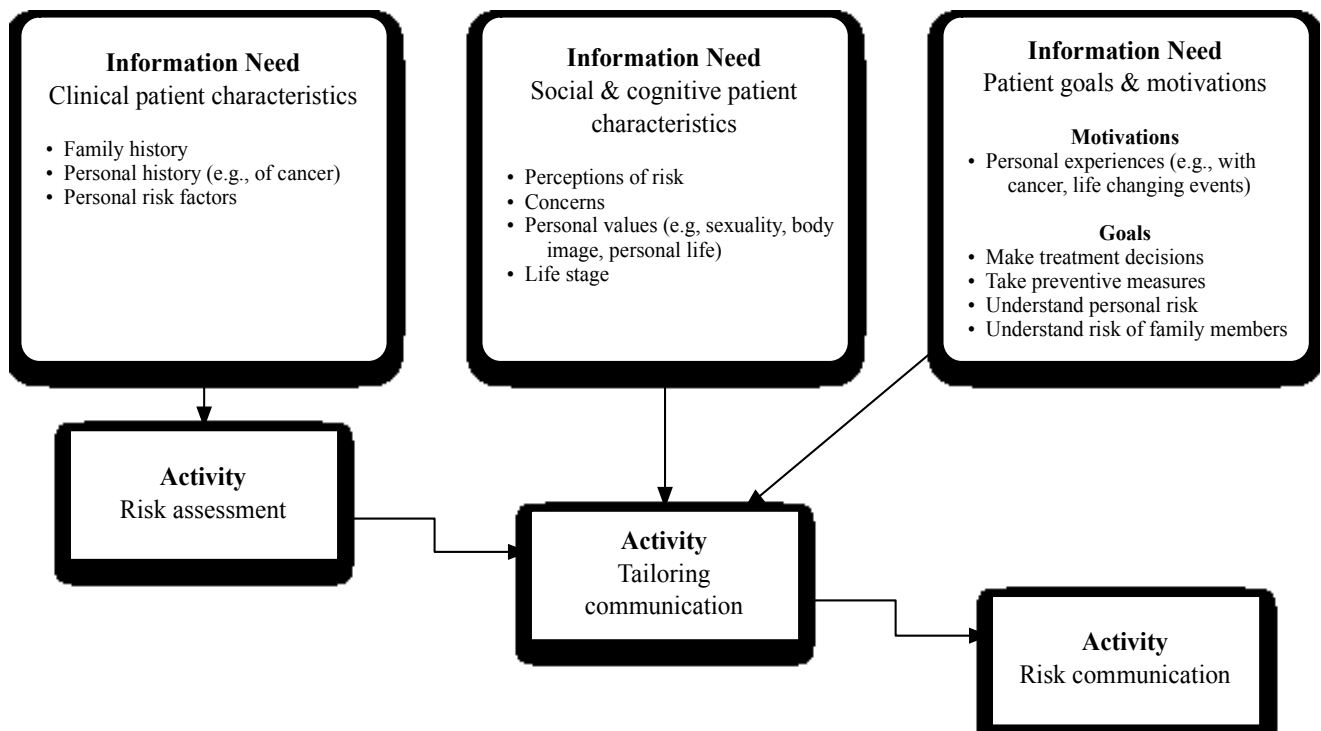 Information Need
Clinical patient characteristics
• Family history
• Personal history (e.g., of cancer)
• Personal risk factors
Information Need
Social & cognitive patient
characteristics
• Perceptions of risk
• Concerns
• Personal values (e.g, sexuality, body
image, personal life)
• Life stage
Information Need
Patient goals & motivations
Motivations
• Personal experiences (e.g., with
cancer, life changing events)
Goals
• Make treatment decisions
• Take preventive measures
• Understand personal risk
• Understand risk of family members
Activity
Risk assessment
Activity
Tailoring
communication
Activity
Risk communication